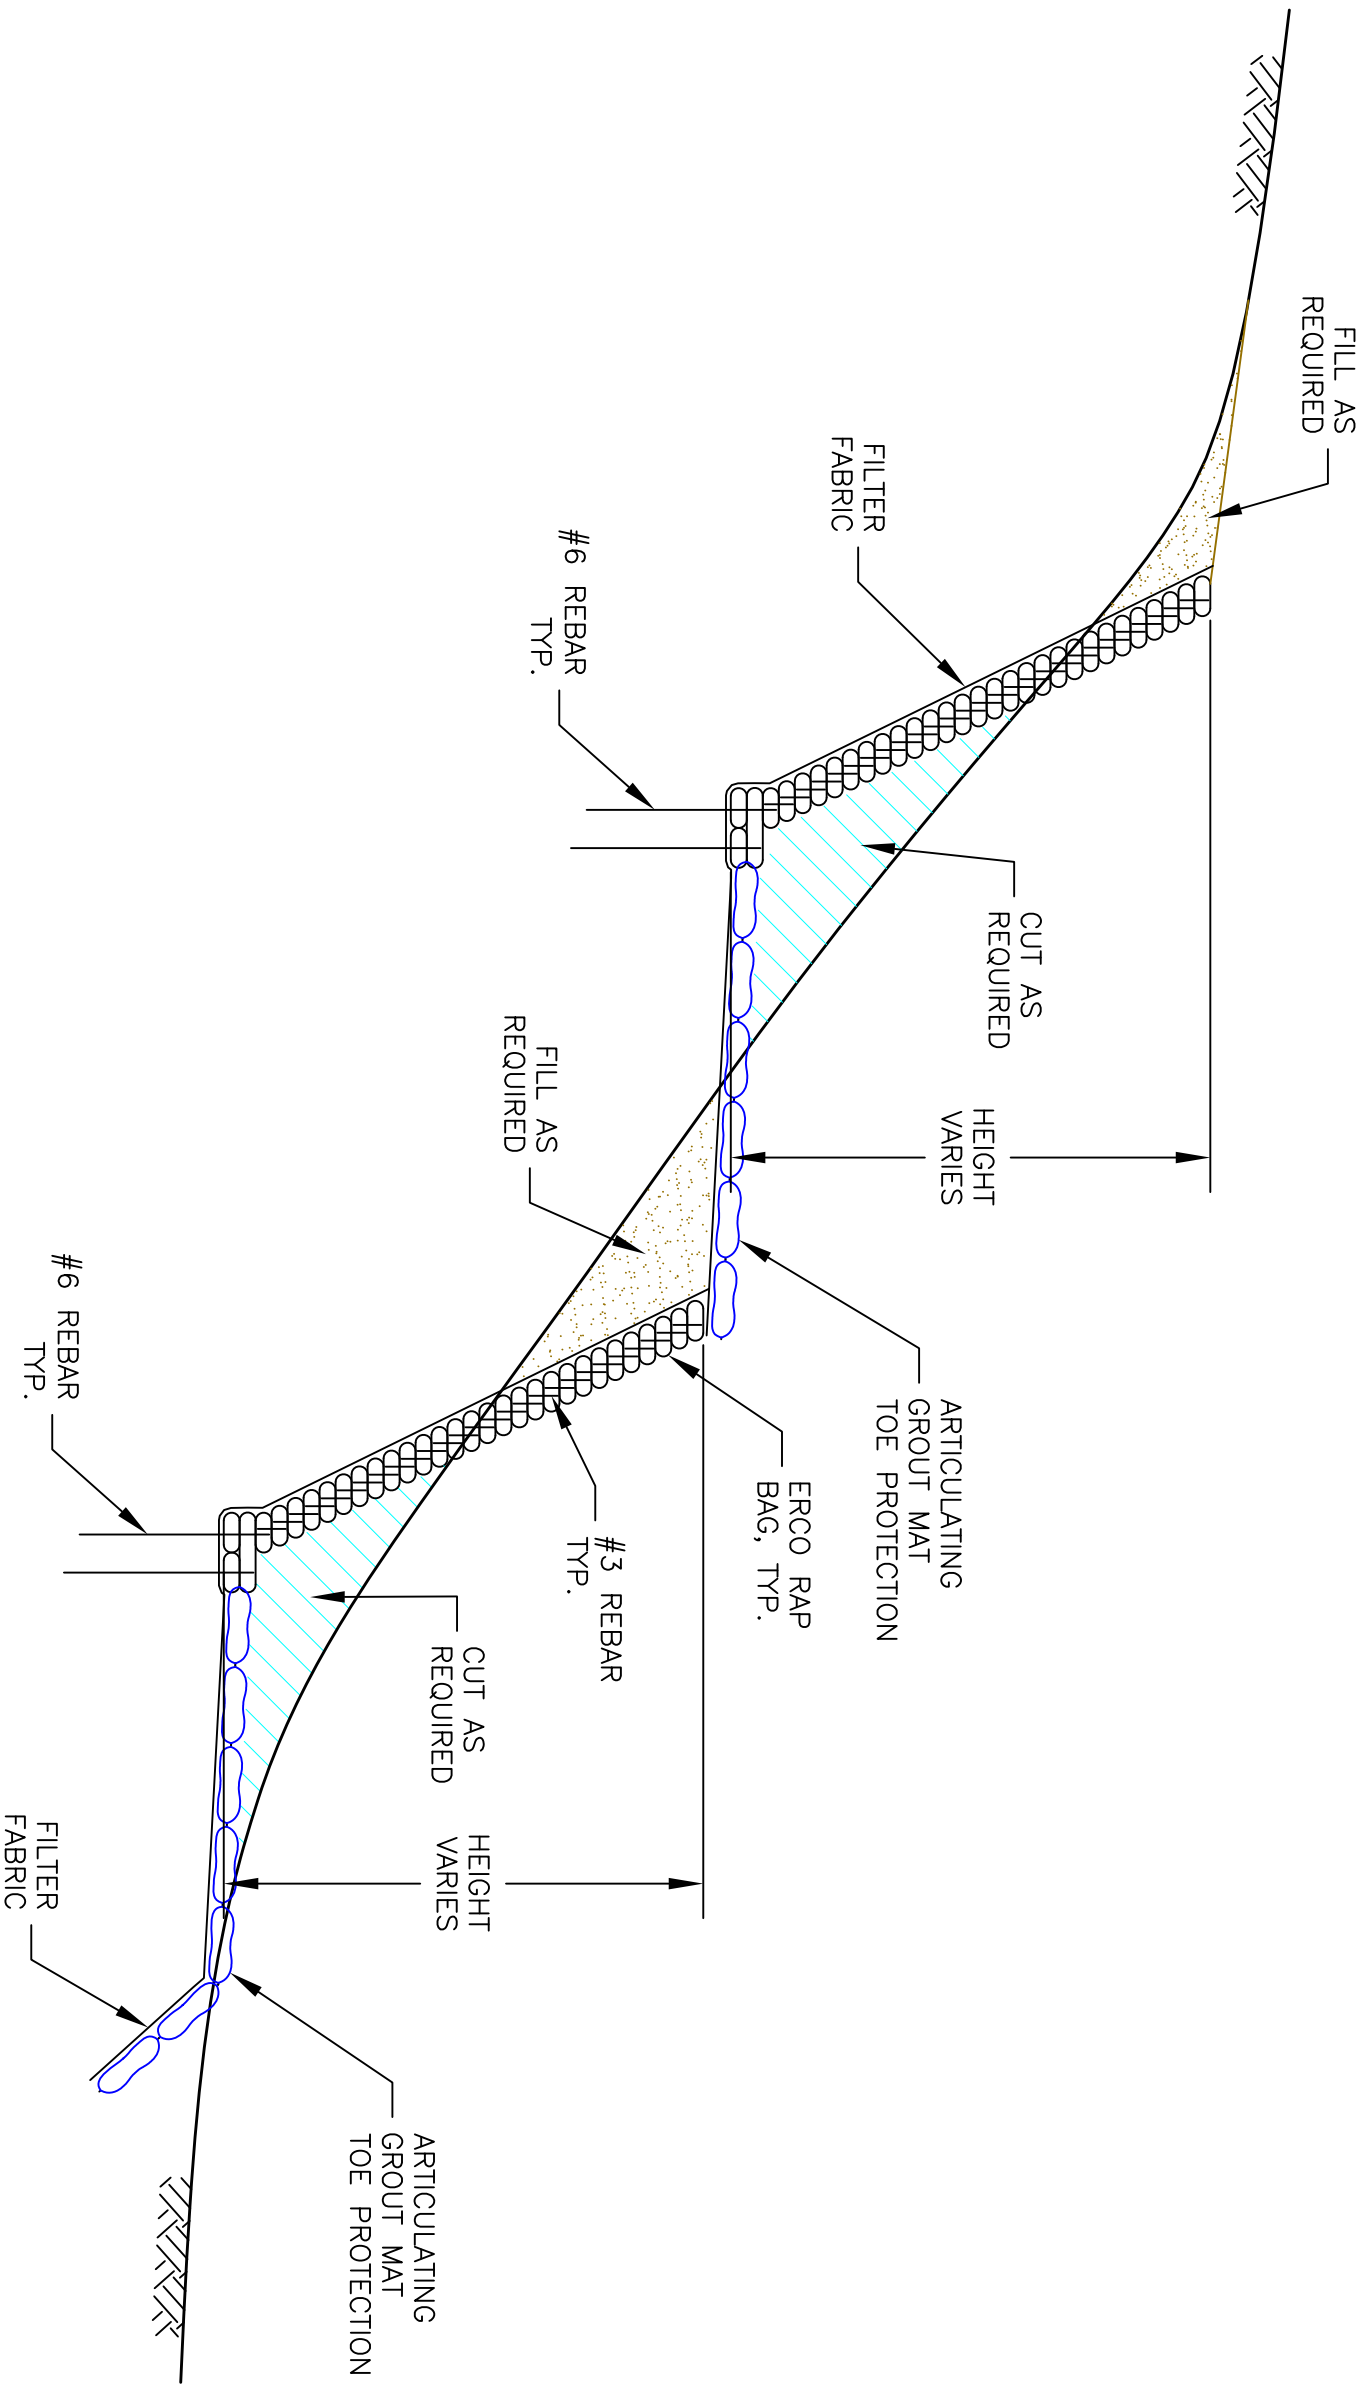 FILL AS
REQUIRED
FILTER
FABRIC
#6 REBAR
TYP.
CUT AS
REQUIRED
HEIGHT
VARIES
FILL AS
REQUIRED
ARTICULATING
GROUT MAT
TOE PROTECTION
ERCO RAP
BAG, TYP.
#3 REBAR
TYP.
#6 REBAR
TYP.
CUT AS
REQUIRED
HEIGHT
VARIES
FILTER
FABRIC
ARTICULATING
GROUT MAT
TOE PROTECTION